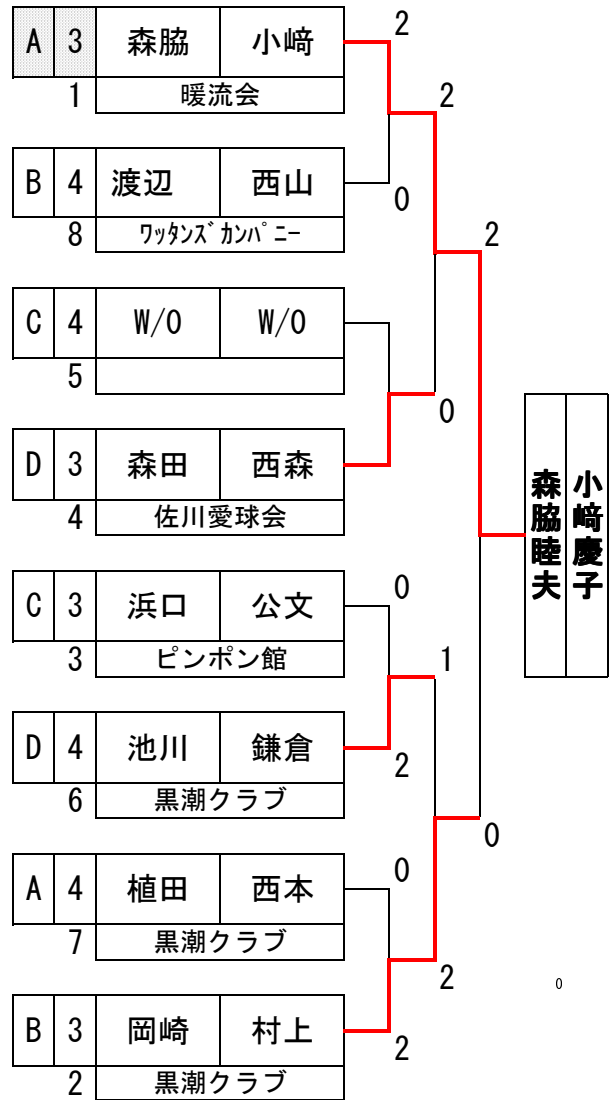 A 3 森脇 小﨑
1 暖流会
2
B 4 渡辺 西山
8 ワッタンズカンパニー
0
2
C 4 W/O W/O
5
D 3 森田 西森
4 佐川愛球会
0
2
C 3 浜口 公文
3 ピンポン館
0
D 4 池川 鎌倉
6 黒潮クラブ
2
1
A 4 植田 西本
7 黒潮クラブ
0
B 3 岡崎 村上
2 黒潮クラブ
2
2
0
小﨑慶子
森脇睦夫
0